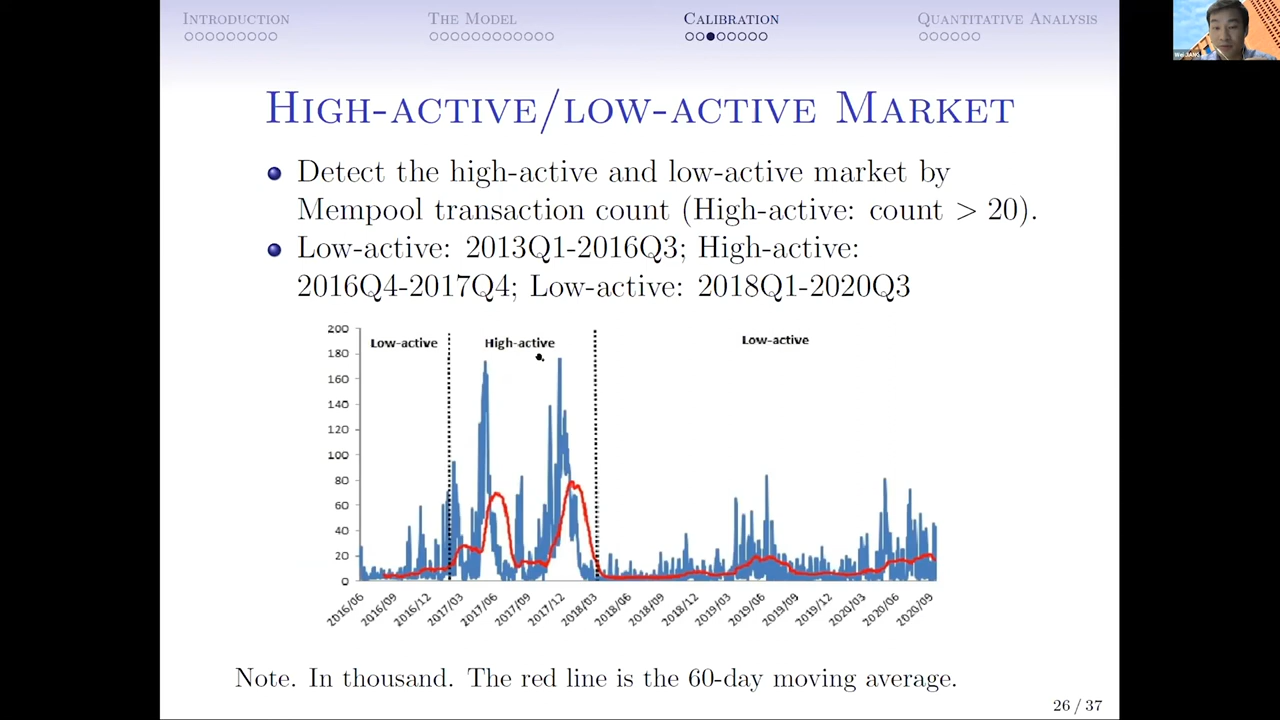 INTRODUCTION THE MODEL CALIBRATION QUANTITATIVE ANALYSIS
HIGH-ACTIVE/LOW-ACTIVE MARKET
Detect the high-active and low-active market by
Mempool transaction count (High-active: count > 20).
Low-active: 2013Q1-2016Q3; High-active:
2016Q4-2017Q4; Low-active: 2018Q1-2020Q3
200
180
160
140
120
100
80
60
40
20
0
Low-active High-active Low-active
2016/06 2016/09 2016/12 2017/03 2017/06 2017/09 2017/12 2018/03 2018/06 2018/09 2018/12 2019/03 2019/06 2019/09 2019/12 2020/03 2020/06 2020/09
Note. In thousand. The red line is the 60-day moving average.
26 / 37